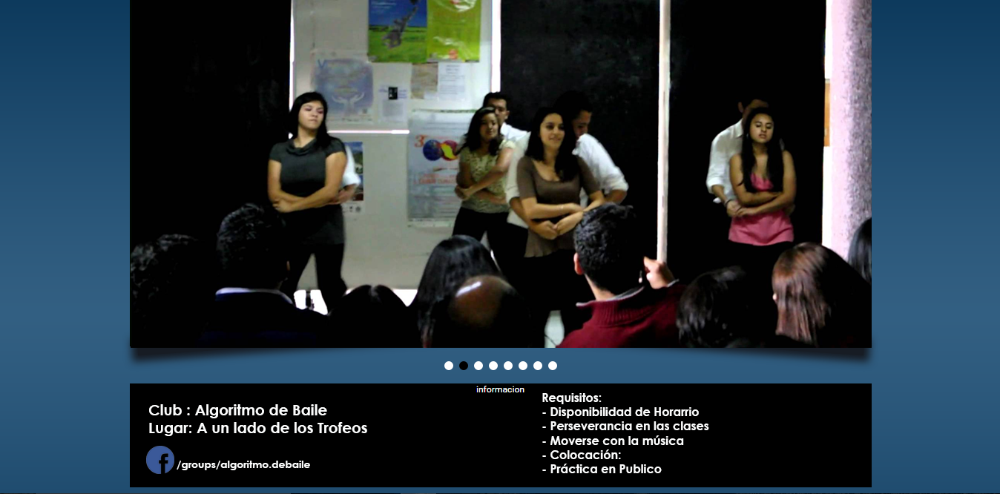 informacion
Club : Algoritmo de Baile
Lugar: A un lado de los Trofeos
/groups/algoritmo.debaile
Requisitos:
- Disponibilidad de Horarrio
- Perseverancia en las clases
- Moverse con la música
- Colocación:
- Práctica en Publico